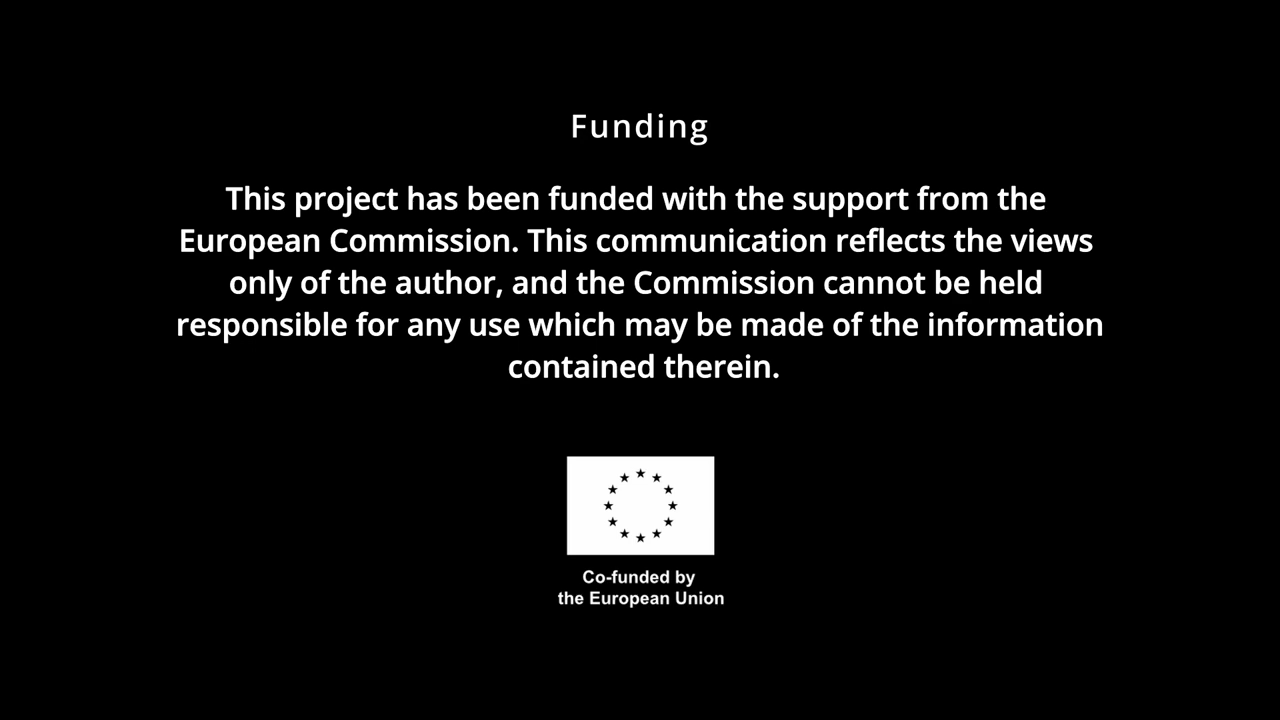 Funding
This project has been funded with the support from the
European Commission. This communication reflects the views
only of the author, and the Commission cannot be held
responsible for any use which may be made of the information
contained therein.
Co-funded by
the European Union